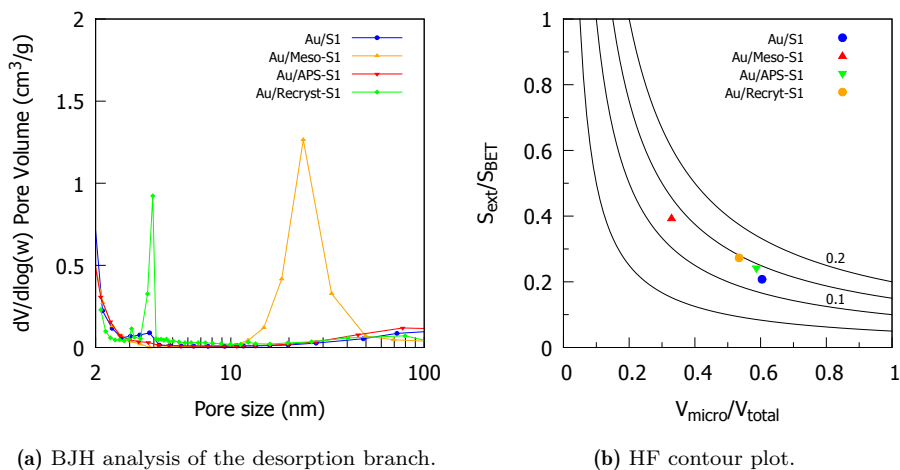 dV/dlog(w) Pore Volume (cm³/g)
2
1.5
1
0.5
0
2
10
100
Pore size (nm)
Au/S1
Au/Meso-S1
Au/APS-S1
Au/Recryst-S1
(a) BJH analysis of the desorption branch.
S_ext/S_BET
1
0.8
0.6
0.4
0.2
0
0
0.2
0.4
0.6
0.8
1
V_micro/V_total
Au/S1
Au/Meso-S1
Au/APS-S1
Au/Recryt-S1
0.2
0.1
(b) HF contour plot.